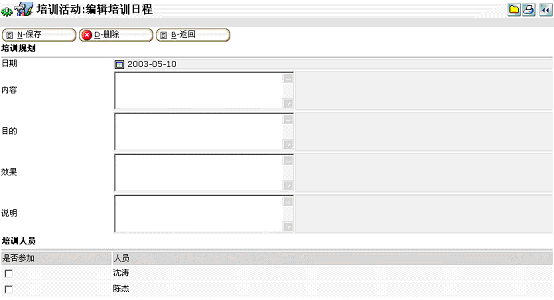 培训活动:编辑培训日程
N-保存 D-删除 B-返回
培训规划
日期 2003-05-10
内容
目的
效果
说明
培训人员
是否参加 人员
沈涛
陈杰